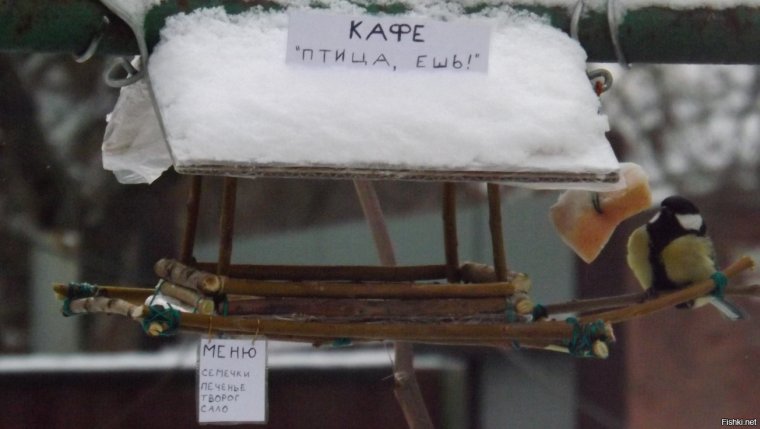 КАФЕ
"ПТИЦА, ЕШЬ!"
МЕНЮ
СЕМЕЧКИ
ПЕЧЕНЬЕ
ТВОРОГ
САЛО
Fishki.net